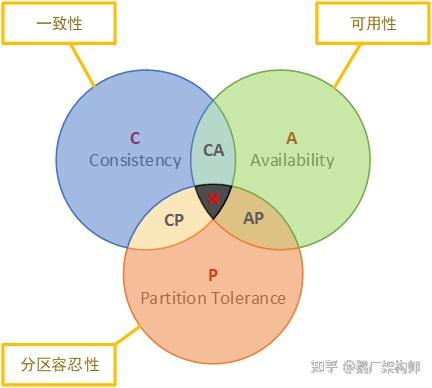 一致性
可用性
C
Consistency
CA
A
Availability
×
CP
AP
P
Partition Tolerance
分区容忍性
知乎 @鹅厂架构师